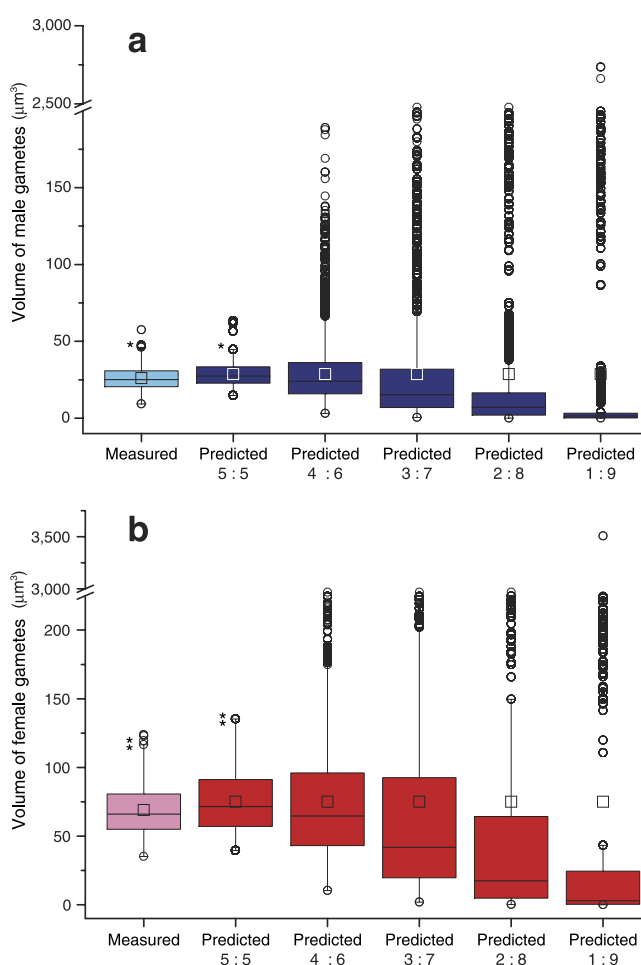 a
3,000
2,500
150
100
50
0
Volume of male gametes (μm³)
*
*
Measured Predicted Predicted Predicted Predicted Predicted
5 : 5 4 : 6 3 : 7 2 : 8 1 : 9
b
3,500
3,000
200
150
100
50
0
Volume of female gametes (μm³)
**
**
Measured Predicted Predicted Predicted Predicted Predicted
5 : 5 4 : 6 3 : 7 2 : 8 1 : 9